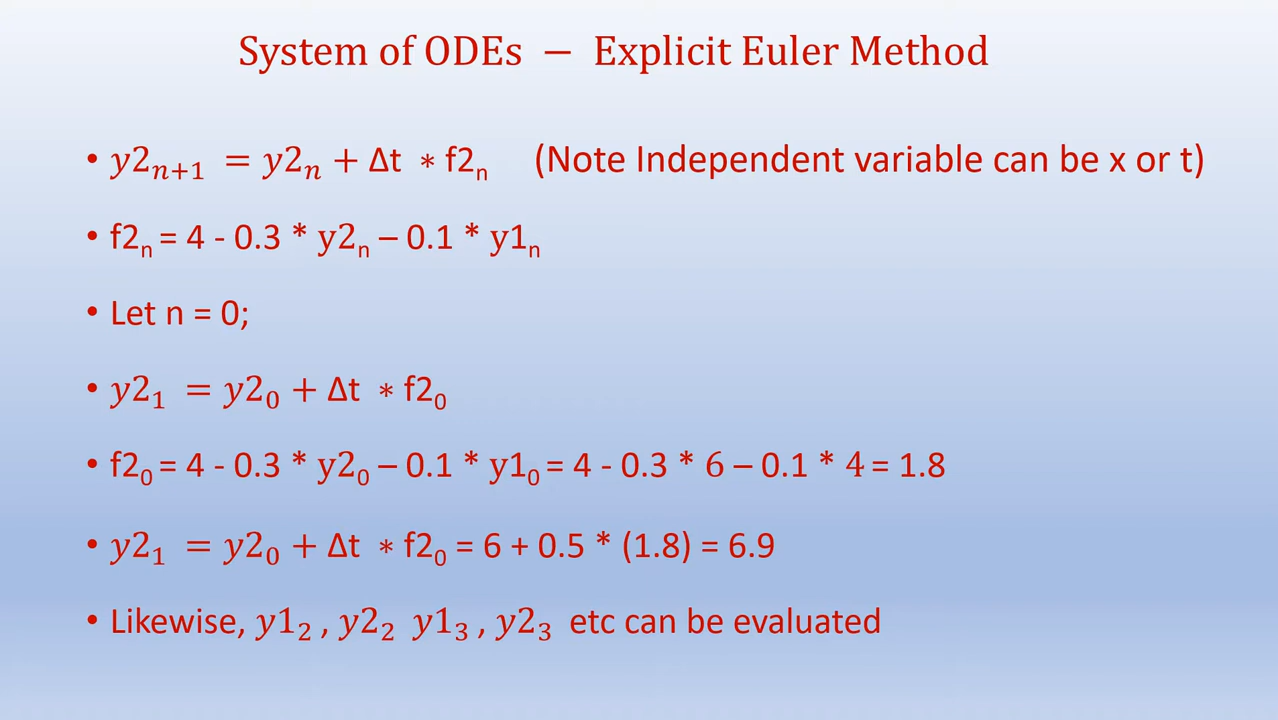 System of ODEs − Explicit Euler Method
• y2ₙ₊₁ = y2ₙ + Δt ∗ f2ₙ (Note Independent variable can be x or t)
• f2ₙ = 4 - 0.3 * y2ₙ – 0.1 * y1ₙ
• Let n = 0;
• y2₁ = y2₀ + Δt ∗ f2₀
• f2₀ = 4 - 0.3 * y2₀ – 0.1 * y1₀ = 4 - 0.3 * 6 – 0.1 * 4 = 1.8
• y2₁ = y2₀ + Δt ∗ f2₀ = 6 + 0.5 * (1.8) = 6.9
• Likewise, y1₂ , y2₂ y1₃ , y2₃ etc can be evaluated